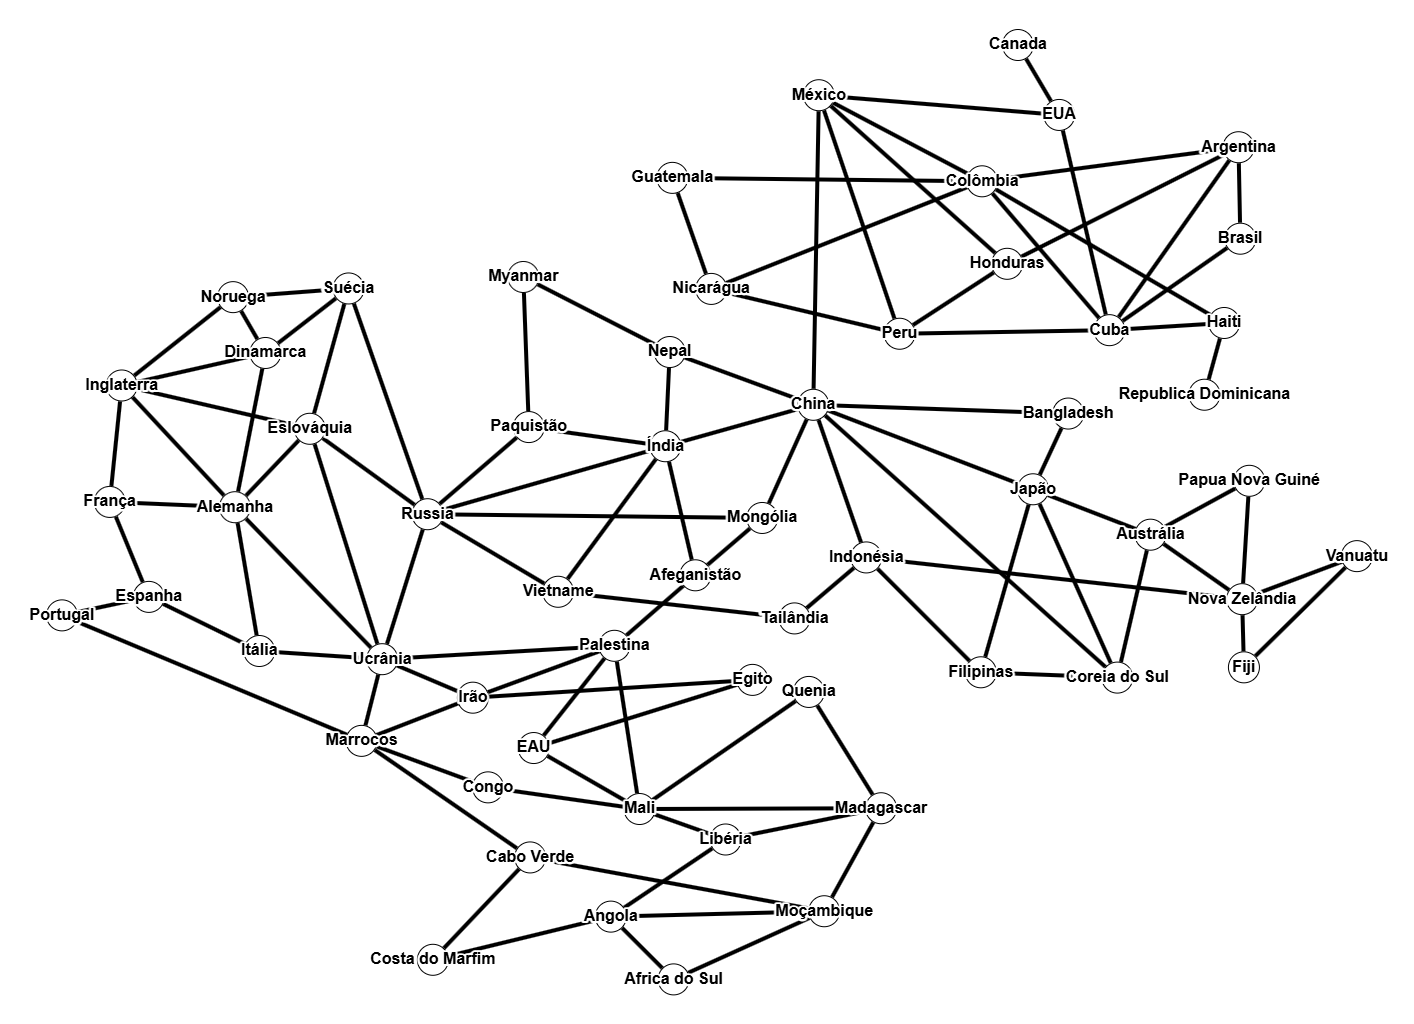 Canada
México
EUA
Argentina
Guatemala
Colômbia
Brasil
Honduras
Myanmar
Nicarágua
Suécia
Noruega
Haiti
Cuba
Peru
Dinamarca
Nepal
Inglaterra
Republica Dominicana
China
Bangladesh
Paquistão
Eslováquia
Índia
Papua Nova Guiné
Japão
França
Alemanha
Russia
Mongólia
Austrália
Indonésia
Vanuatu
Afeganistão
Vietname
Espanha
Nova Zelândia
Portugal
Tailândia
Palestina
Itália
Ucrânia
Fiji
Filipinas
Coreia do Sul
Egito
Quenia
Irão
Marrocos
EAU
Congo
Mali
Madagascar
Libéria
Cabo Verde
Moçambique
Angola
Costa do Marfim
Africa do Sul